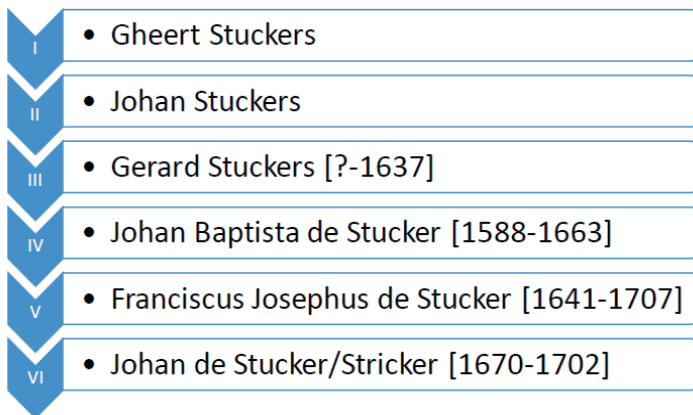 I • Gheert Stuckers
II • Johan Stuckers
III • Gerard Stuckers [?-1637]
IV • Johan Baptista de Stucker [1588-1663]
V • Franciscus Josephus de Stucker [1641-1707]
VI • Johan de Stucker/Stricker [1670-1702]